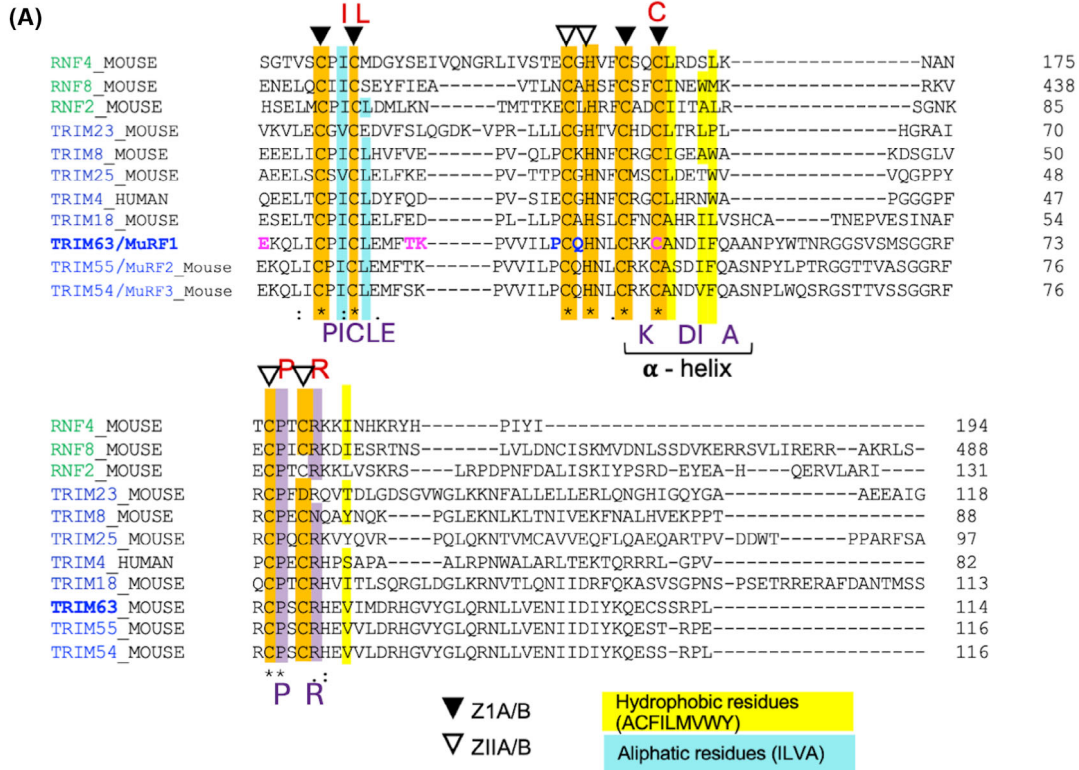 (A)
I L C
RNF4_MOUSE SGTVSCPICMDGYSEIVQNGRLIVSTECGHVFCSQCLRDSLK----------------NAN 175
RNF8_MOUSE ENELQCIICSEYFIEA-------VTLNCAHSFCSFCINEWMK----------------RKV 438
RNF2_MOUSE HSELMCPICLDMLKN-----TMTTKECLHRFCADCIITALR----------------SGNK 85
TRIM23_MOUSE VKVLECGVCEDVFSLQGDK-VPR-LLLCGHTVCHDCLTRLPL--------------HGRAI 70
TRIM8_MOUSE EEELICPICLHVFVE------PV-QLPCKHNFCRGCIGEAWA-------------KDSGLV 50
TRIM25_MOUSE AEELSCSVCLELFKE------PV-TTPCGHNFCMSCLDETWV-------------VQGPPY 48
TRIM4_HUMAN QEELTCPICLDYFQD------PV-SIECGHNFCRGCLHRNWA-------------PGGGPF 47
TRIM18_MOUSE ESELTCPICLELFED------PL-LLPCAHSLCFNCAHRILVSHCA----TNEPVESINAF 54
TRIM63/MuRF1 EKQLICPICLEMFTK------PVVILPCQHNLCRKCANDIFQAANPYWTNRGGSVSMSGGRF 73
TRIM55/MuRF2_Mouse EKQLICPICLEMFTK------PVVILPCQHNLCRKCASDIFQASNPYLPTRGGTTVASGGRF 76
TRIM54/MuRF3_Mouse EKQLICPICLEMFSK------PVVILPCQHNLCRKCANDVFQASNPLWQSRGSTTVSSGGRF 76
: * :* . * * .* *
PICLE K DI A
α - helix
P R
RNF4_MOUSE TCPTCRKKINHKRYH-------PIYI---------------------------------- 194
RNF8_MOUSE ECPICRKDIESRTNS-------LVLDNCISKMVDNLSSDVKERRSVLIRERR--AKRLS- 488
RNF2_MOUSE ECPTCRKKLVSKRS-----LRPDPNFDALISKIYPSRD-EYEA-H---QERVLARI---- 131
TRIM23_MOUSE RCPFDRQVTDLGDSGVWGLKKNFALLELLERLQNGHIGQYGA-----------AEEAIG 118
TRIM8_MOUSE RCPECNQAYNQK----PGLEKNLKLTNIVEKFNALHVEKPPT----------------- 88
TRIM25_MOUSE RCPQCRKVYQVR----PQLQKNTVMCAVVEQFLQAEQARTPV-DDWT----PPARFSA 97
TRIM4_HUMAN PCPECRHPSAPA----ALRPNWALARLTEKTQRRRL-GPV------------------- 82
TRIM18_MOUSE QCPTCRHVITLSQRGLDGLKRNVTLQNIIDRFQKASVSGPNS-PSETRRERAFDANTMSS 113
TRIM63_MOUSE RCPSCRHEVIMDRHGVYGLQRNLLVENIIDIYKQECSSRPL------------------ 114
TRIM55_MOUSE RCPSCRHEVVLDRHGVYGLQRNLLVENIIDIYKQEST-RPE------------------ 116
TRIM54_MOUSE RCPSCRHEVVLDRHGVYGLQRNLLVENIIDIYKQESSRPL------------------ 116
** .:
P R
Z1A/B
Hydrophobic residues
(ACFILMVWY)
ZIIA/B
Aliphatic residues (ILVA)